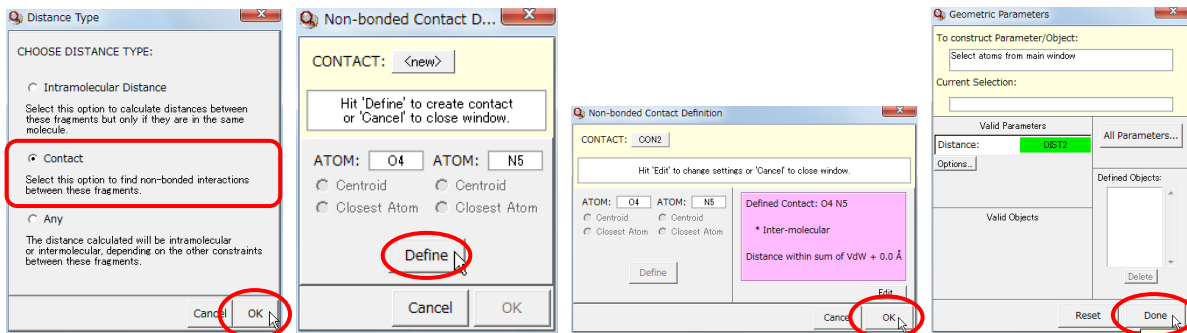 Distance Type
CHOOSE DISTANCE TYPE:
Intramolecular Distance
Select this option to calculate distances between
these fragments but only if they are in the same
molecule.
Contact
Select this option to find non-bonded interactions
between these fragments.
Any
The distance calculated will be intramolecular
or intermolecular, depending on the other constraints
between these fragments.
Cancel OK
Non-bonded Contact D...
CONTACT: <new>
Hit 'Define' to create contact
or 'Cancel' to close window.
ATOM: O4 ATOM: N5
Centroid Centroid
Closest Atom Closest Atom
Define
Cancel OK
Non-bonded Contact Definition
CONTACT: CON2
Hit 'Edit' to change settings or 'Cancel' to close window.
ATOM: O4 ATOM: N5
Centroid Centroid
Closest Atom Closest Atom
Define
Defined Contact: O4 N5
* Inter-molecular
Distance within sum of VdW + 0.0 Å
Edit...
Cancel OK
Geometric Parameters
To construct Parameter/Object:
Select atoms from main window
Current Selection:
Valid Parameters
Distance: DIST2
Options...
Valid Objects
All Parameters...
Defined Objects:
Delete
Reset Done